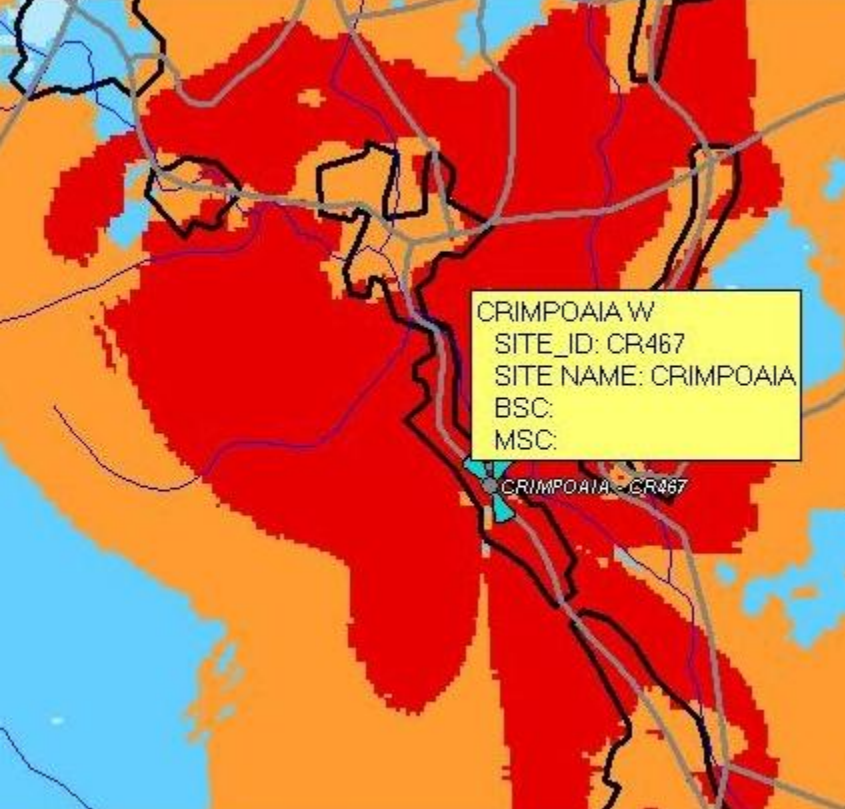 CRIMPOAIA W
SITE_ID: CR467
SITE NAME: CRIMPOAIA
BSC:
MSC:
CRIMPOAIA - CR467